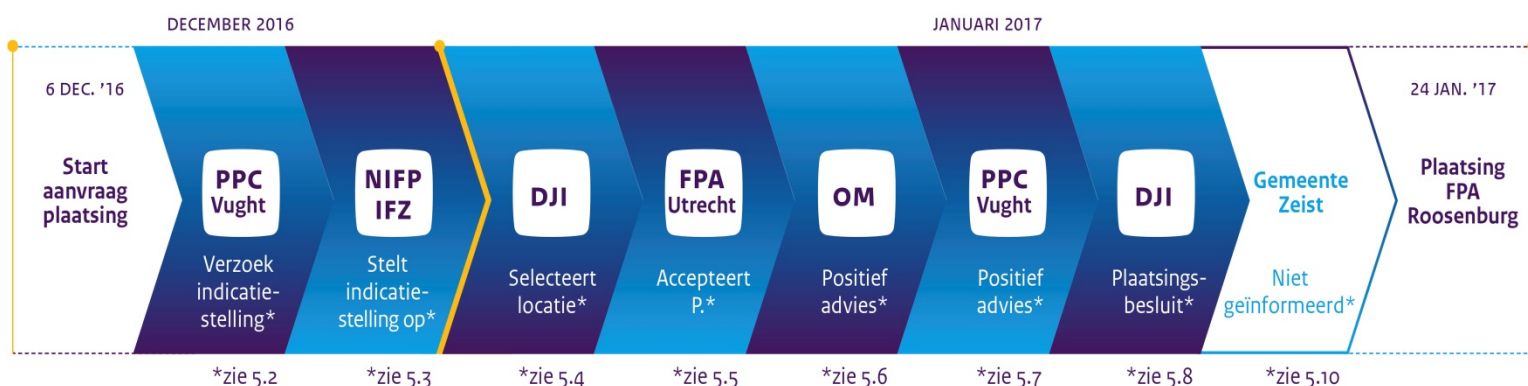 DECEMBER 2016
JANUARI 2017
6 DEC. '16
Start
aanvraag
plaatsing
PPC
Vught
Verzoek
indicatie-
stelling*
*zie 5.2
NIFP
IFZ
Stelt
indicatie-
stelling op*
*zie 5.3
DJI
Selecteert
locatie*
*zie 5.4
FPA
Utrecht
Accepteert
P.*
*zie 5.5
OM
Positief
advies*
*zie 5.6
PPC
Vught
Positief
advies*
*zie 5.7
DJI
Plaatsings-
besluit*
*zie 5.8
Gemeente
Zeist
Niet
geïnformeerd*
*zie 5.10
24 JAN. '17
Plaatsing
FPA
Roosenburg